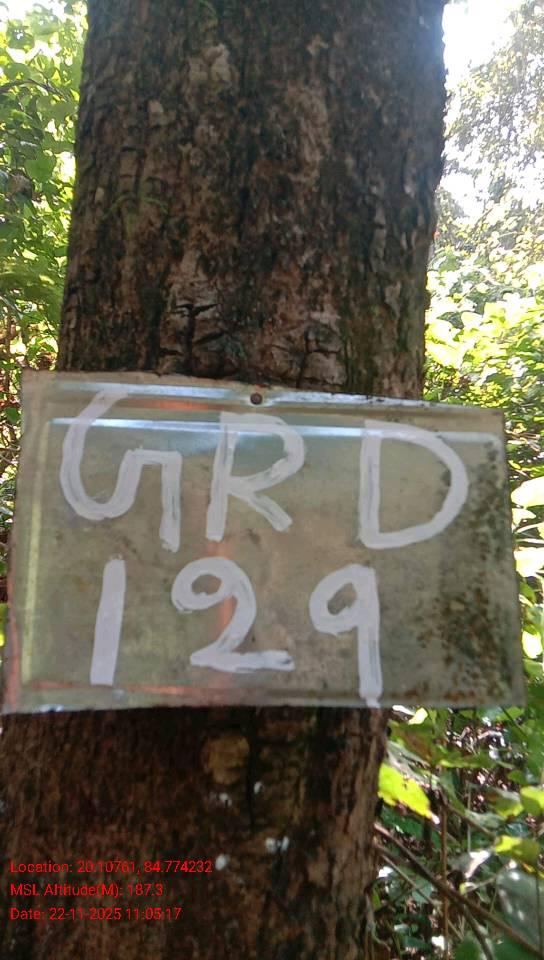 GRD
129
Location: 20.10761, 84.774232
MSL Altitude(M): 187.3
Date: 22-11-2025 11:05:17